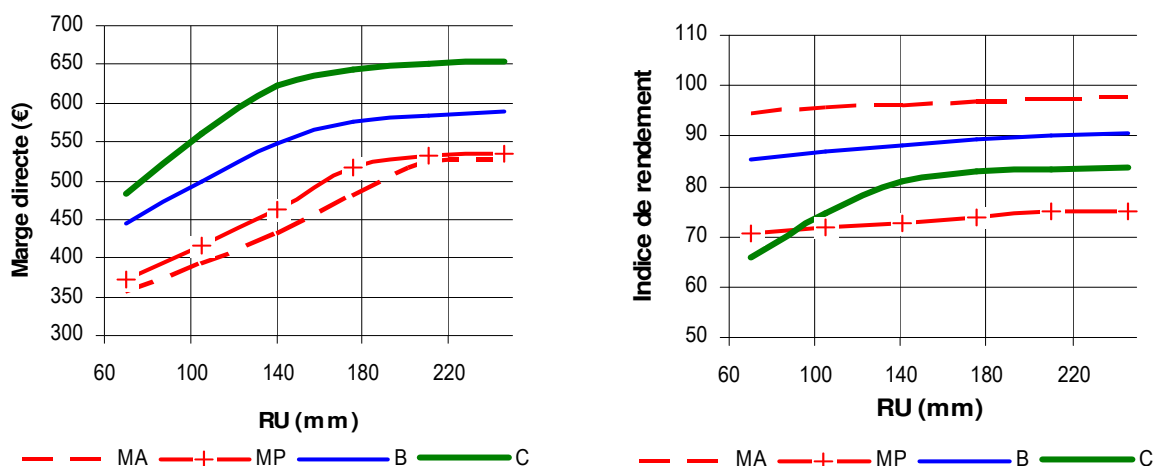 Marge directe (€)
700
650
600
550
500
450
400
350
300
60 100 140 180 220
RU (mm)
MA MP B C
Indice de rendement
110
100
90
80
70
60
50
60 100 140 180 220
RU (mm)
MA MP B C